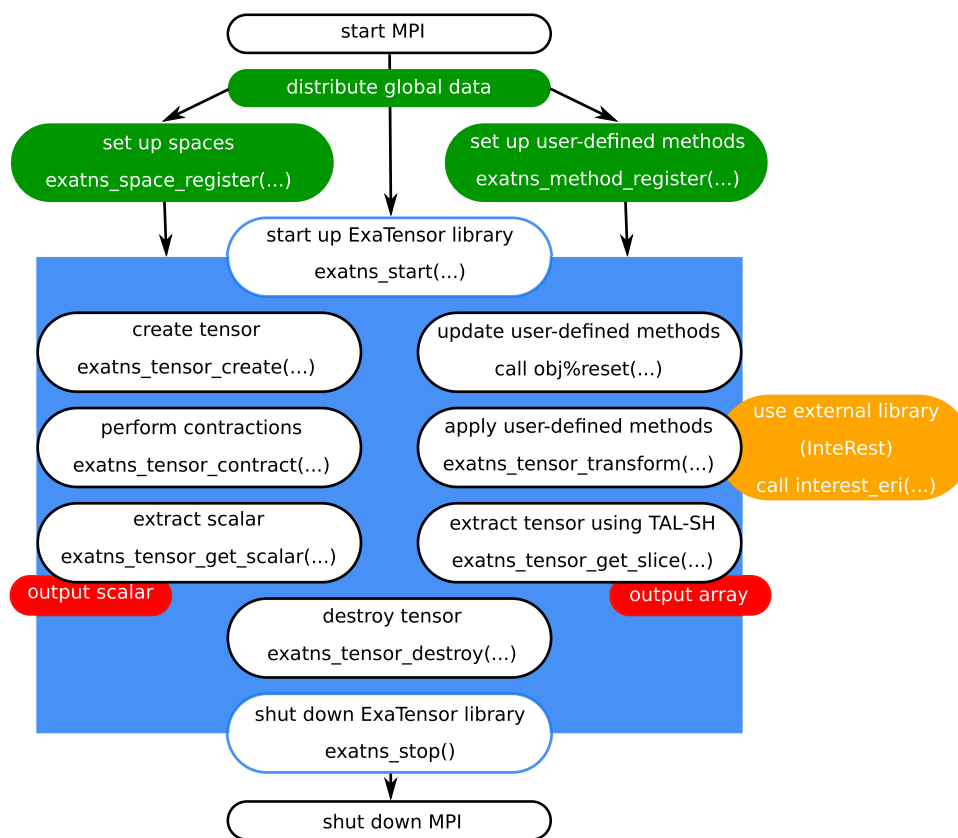 start MPI
distribute global data
set up spaces
exatns_space_register(...)
set up user-defined methods
exatns_method_register(...)
start up ExaTensor library
exatns_start(...)
create tensor
exatns_tensor_create(...)
update user-defined methods
call obj%reset(...)
perform contractions
exatns_tensor_contract(...)
apply user-defined methods
exatns_tensor_transform(...)
use external library
(InteRest)
call interest_eri(...)
extract scalar
exatns_tensor_get_scalar(...)
extract tensor using TAL-SH
exatns_tensor_get_slice(...)
output scalar
output array
destroy tensor
exatns_tensor_destroy(...)
shut down ExaTensor library
exatns_stop()
shut down MPI